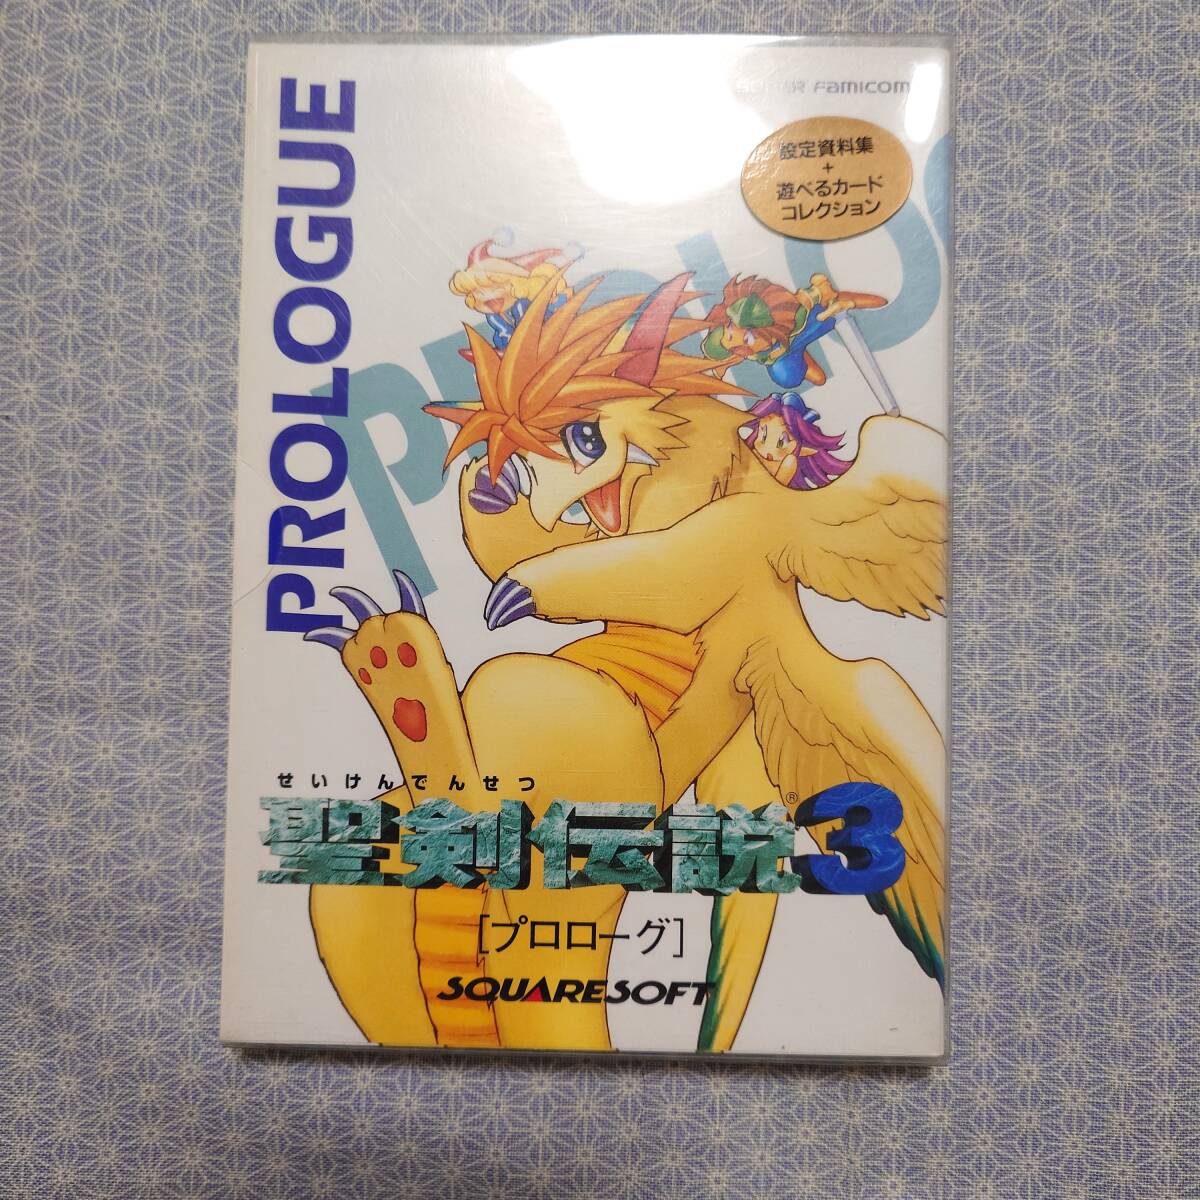 PROLOGUE
SUPER FAMICOM
設定資料集
+
遊べるカード
コレクション
PROLO
せいけんでんせつ
聖剣伝説3®
[プロローグ]
SQUARESOFT